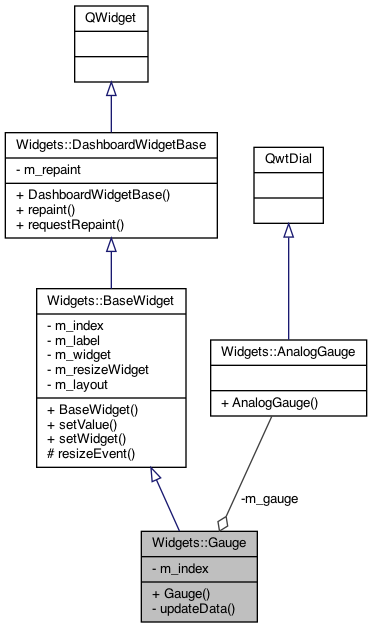 QWidget
Widgets::DashboardWidgetBase
- m_repaint
+ DashboardWidgetBase()
+ repaint()
+ requestRepaint()
QwtDial
Widgets::BaseWidget
- m_index
- m_label
- m_widget
- m_resizeWidget
- m_layout
+ BaseWidget()
+ setValue()
+ setWidget()
# resizeEvent()
Widgets::AnalogGauge
+ AnalogGauge()
-m_gauge
Widgets::Gauge
- m_index
+ Gauge()
- updateData()